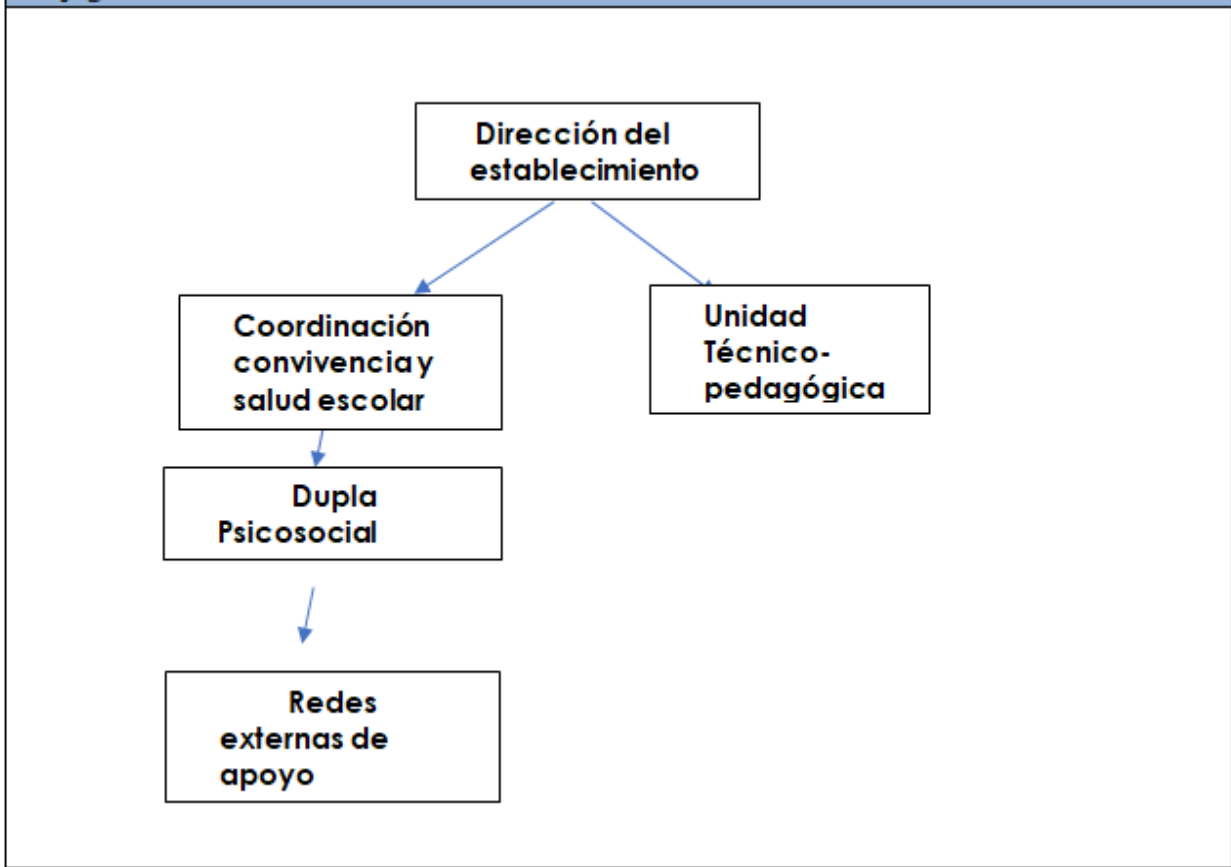 Dirección del
establecimiento
Coordinación
convivencia y
salud escolar
Unidad
Técnico-
pedagógica
Dupla
Psicosocial
Redes
externas de
apoyo